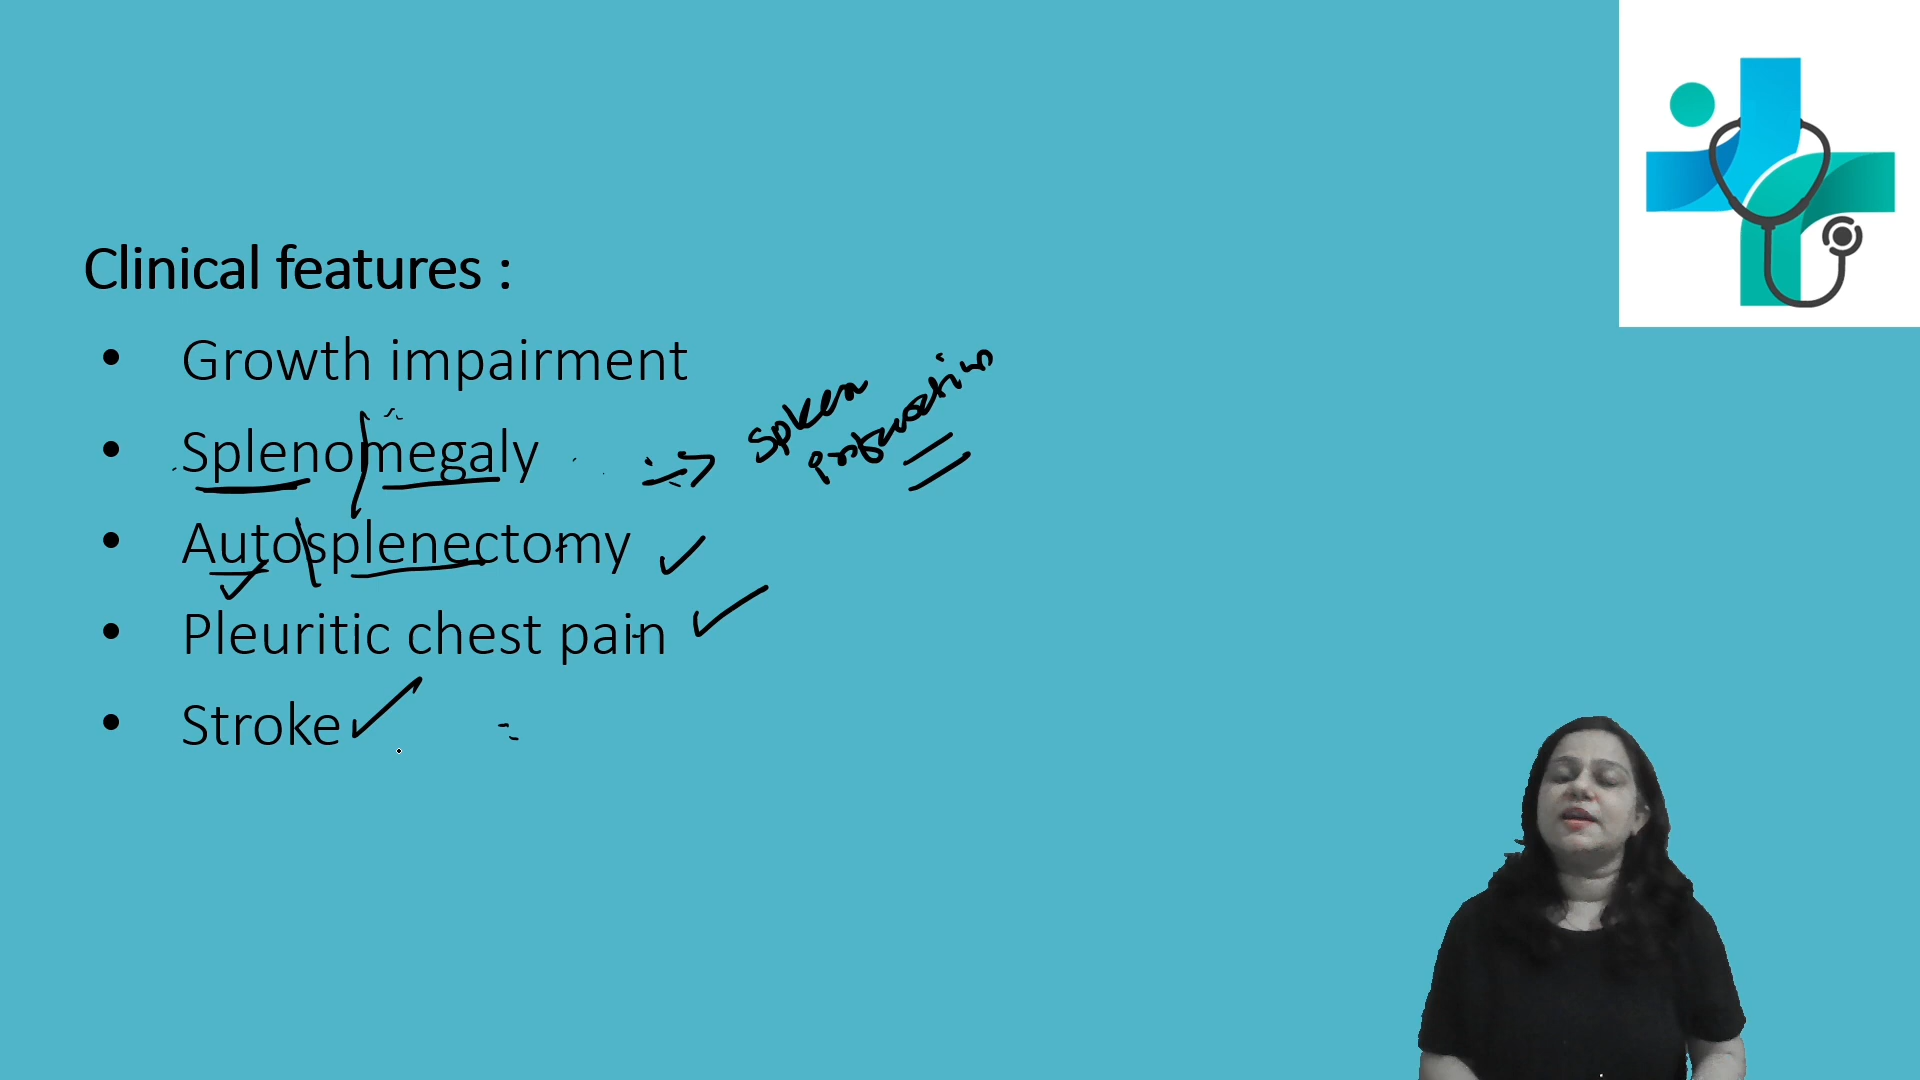 Clinical features :
• Growth impairment
• Splenomegaly
• Autosplenectomy
• Pleuritic chest pain
• Stroke
Spleen